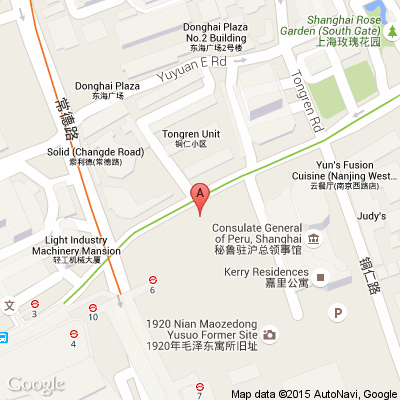 Donghai Plaza
No.2 Building
东海广场2号楼
Shanghai Rose
Garden (South Gate)
上海玫瑰花园
Yuyuan E Rd
Donghai Plaza
东海广场
常德路
Tongren Rd
Tongren Unit
铜仁小区
Solid (Changde Road)
索利德(常德路)
Yun's Fusion
Cuisine (Nanjing West...
云餐厅(南京西路店)
A
Judy's
Consulate General
of Peru, Shanghai
秘鲁驻沪总领事馆
Light Industry
Machinery Mansion
轻工机械大厦
Kerry Residences
嘉里公寓
铜仁路
文
3
6
10
P
1920 Nian Maozedong
Yusuo Former Site
1920年毛泽东寓所旧址
2
7
Google
Map data ©2015 AutoNavi, Google